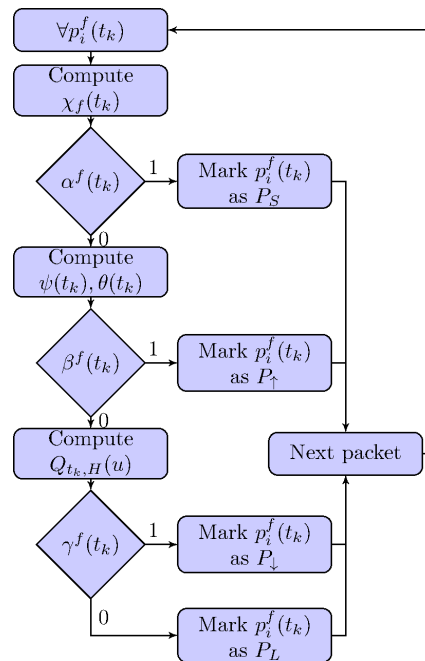 ∀p_i^f(t_k)
Compute
χ_f(t_k)
α^f(t_k)
1
Mark p_i^f(t_k)
as P_S
0
Compute
ψ(t_k), θ(t_k)
β^f(t_k)
1
Mark p_i^f(t_k)
as P_↑
0
Compute
Q_{t_k,H}(u)
Next packet
γ^f(t_k)
1
Mark p_i^f(t_k)
as P_↓
0
Mark p_i^f(t_k)
as P_L